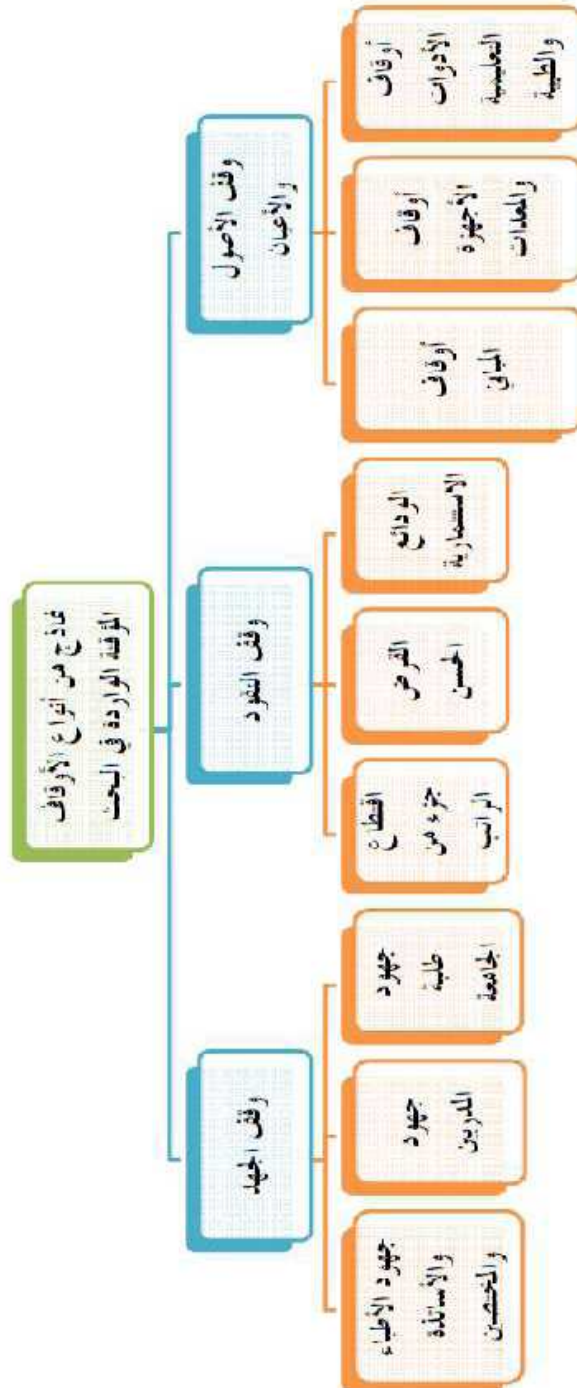 نماذج من أنواع الأوقاف
المؤقتة الواردة في البحث
وقف الأصول
والأعيان
أوقاف
الأدوات
التعليمية
والطبية
أوقاف
الأجهزة
والمعدات
أوقاف
المباني
وقف النقود
الودائع
الاستثمارية
القرض
الحسن
اقتطاع
جزء من
الراتب
وقف الجهد
جهود
طلبة
الجامعة
جهود
المدربين
جهود الأطباء
والأساتذة
والمختصين